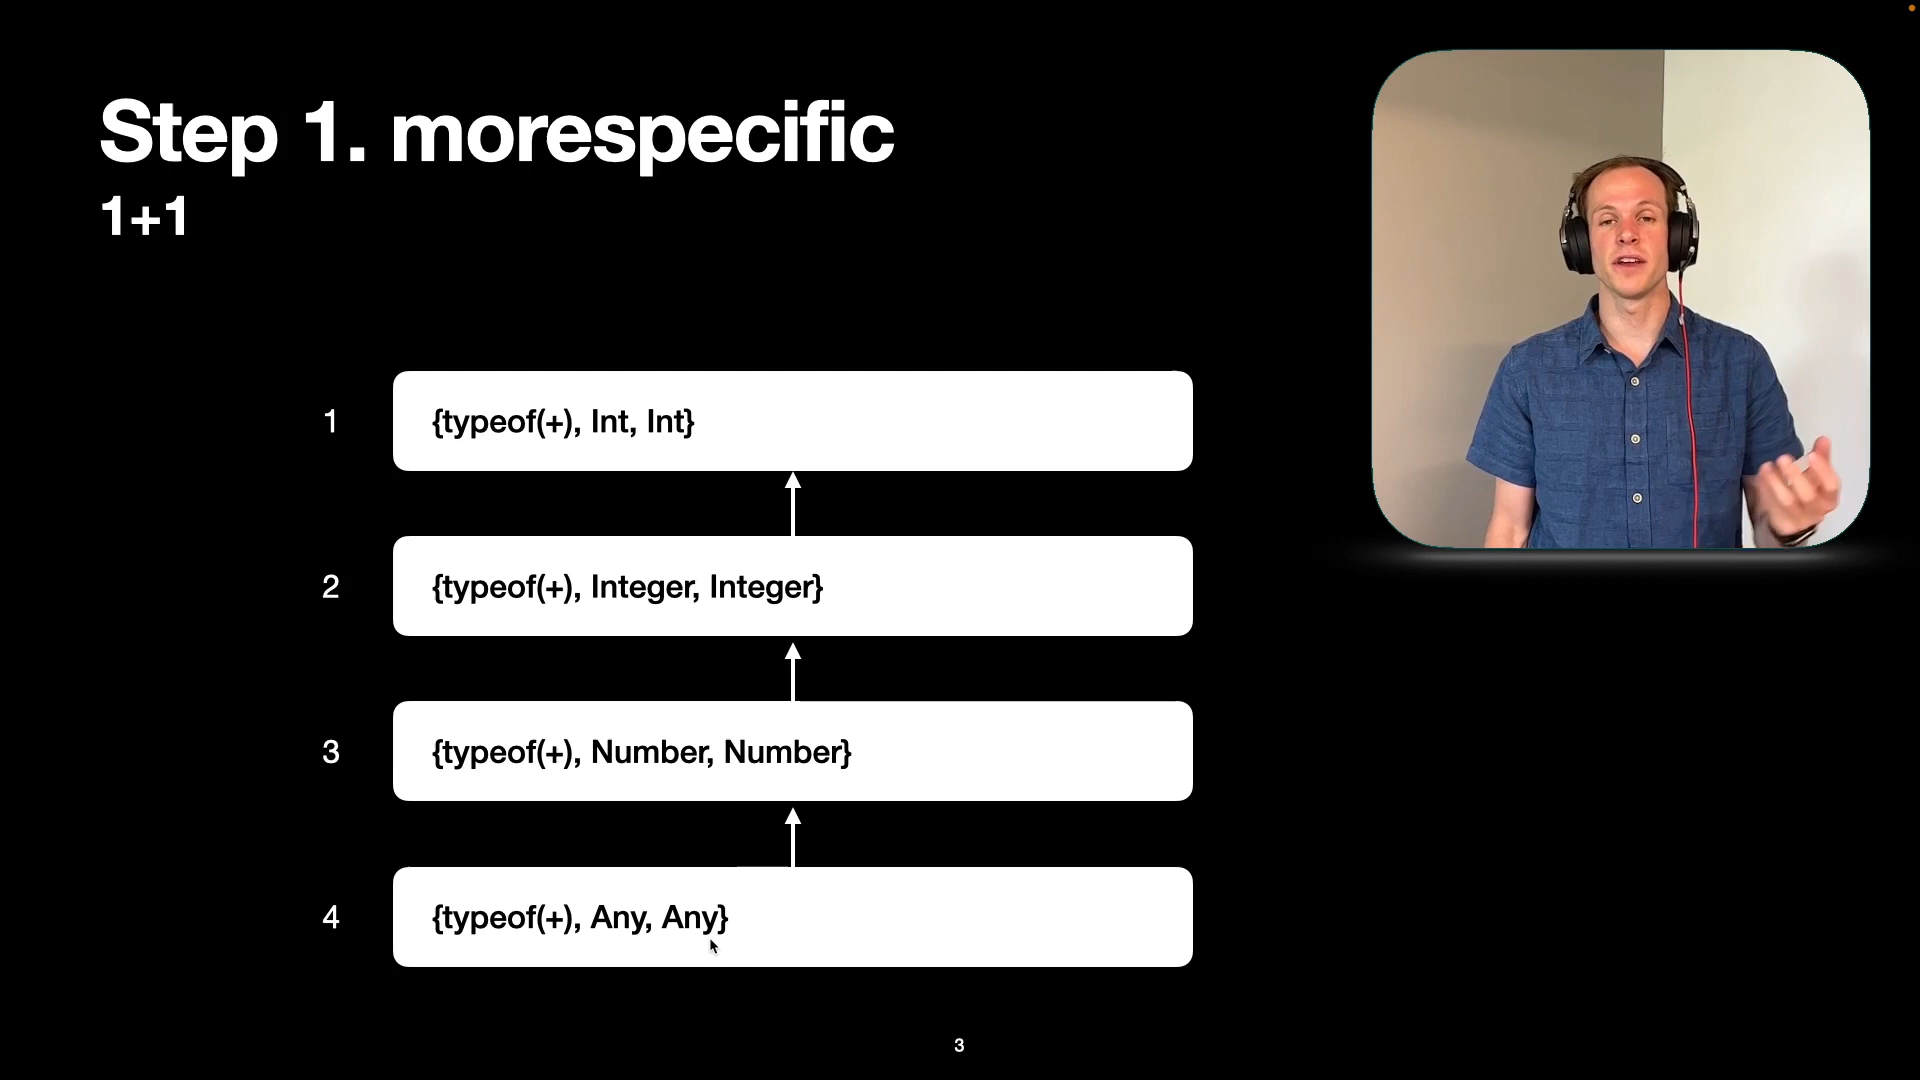 Step 1. morespecific
1+1
1
{typeof(+), Int, Int}
2
{typeof(+), Integer, Integer}
3
{typeof(+), Number, Number}
4
{typeof(+), Any, Any}
3